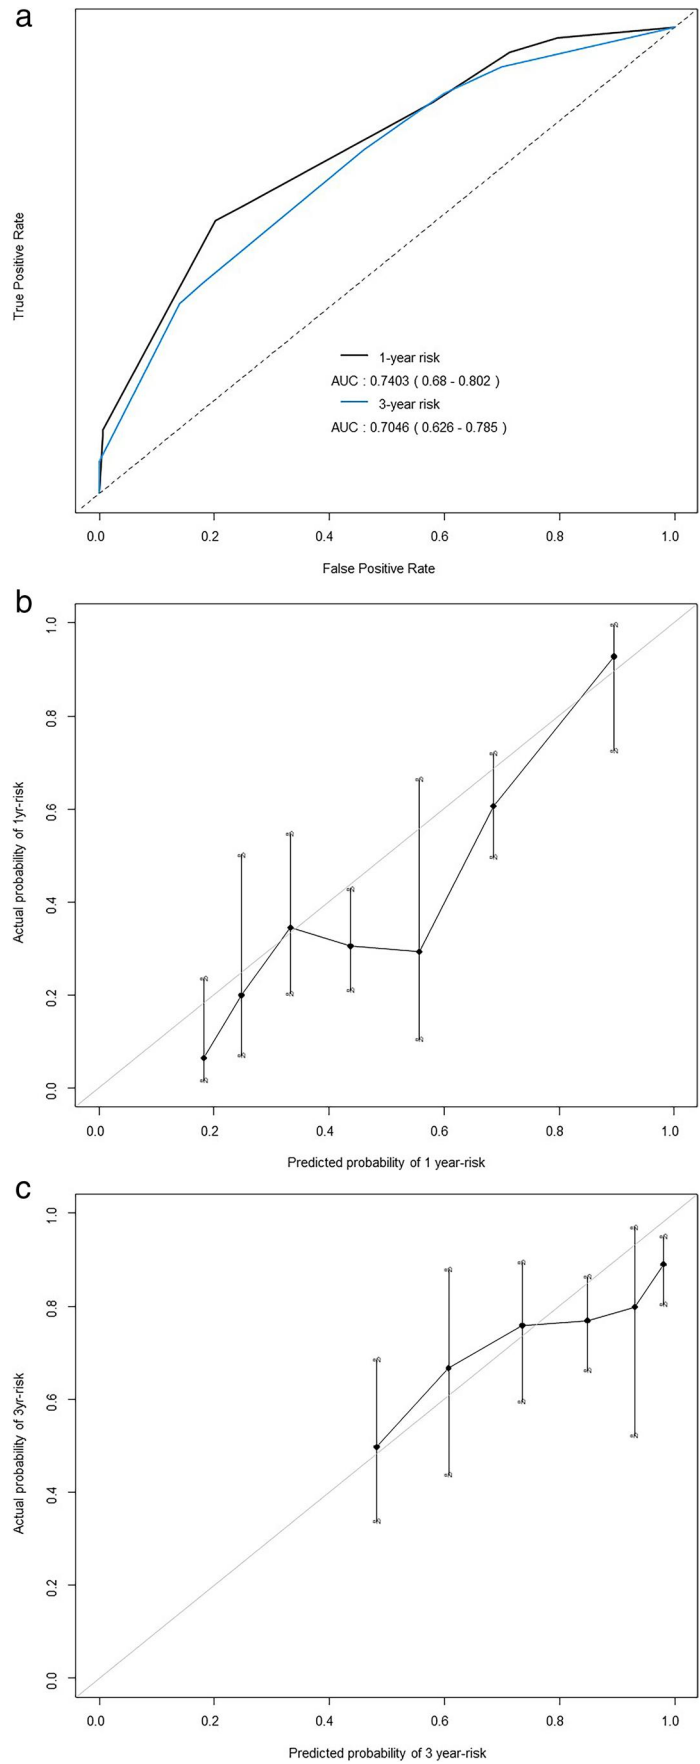 a
True Positive Rate
1-year risk
AUC : 0.7403 ( 0.68 - 0.802 )
3-year risk
AUC : 0.7046 ( 0.626 - 0.785 )
0.0 0.2 0.4 0.6 0.8 1.0
False Positive Rate
b
1.0
0.8
0.6
0.4
0.2
0.0
Actual probability of 1yr-risk
0.0 0.2 0.4 0.6 0.8 1.0
Predicted probability of 1 year-risk
c
1.0
0.8
0.6
0.4
0.2
0.0
Actual probability of 3yr-risk
0.0 0.2 0.4 0.6 0.8 1.0
Predicted probability of 3 year-risk